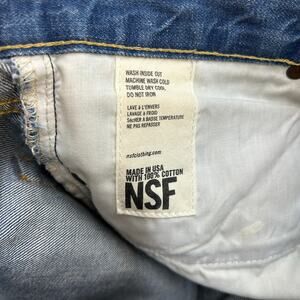 WASH INSIDE OUT
MACHINE WASH COLD
TUMBLE DRY COOL
DO NOT IRON
LAVE À L'ENVERS
LAVAGE À FROID
SÈCHER À BASSE TEMPERATURE
NE PAS REPASSER
nsfclothing.com
MADE IN USA
WITH 100% COTTON
NSF